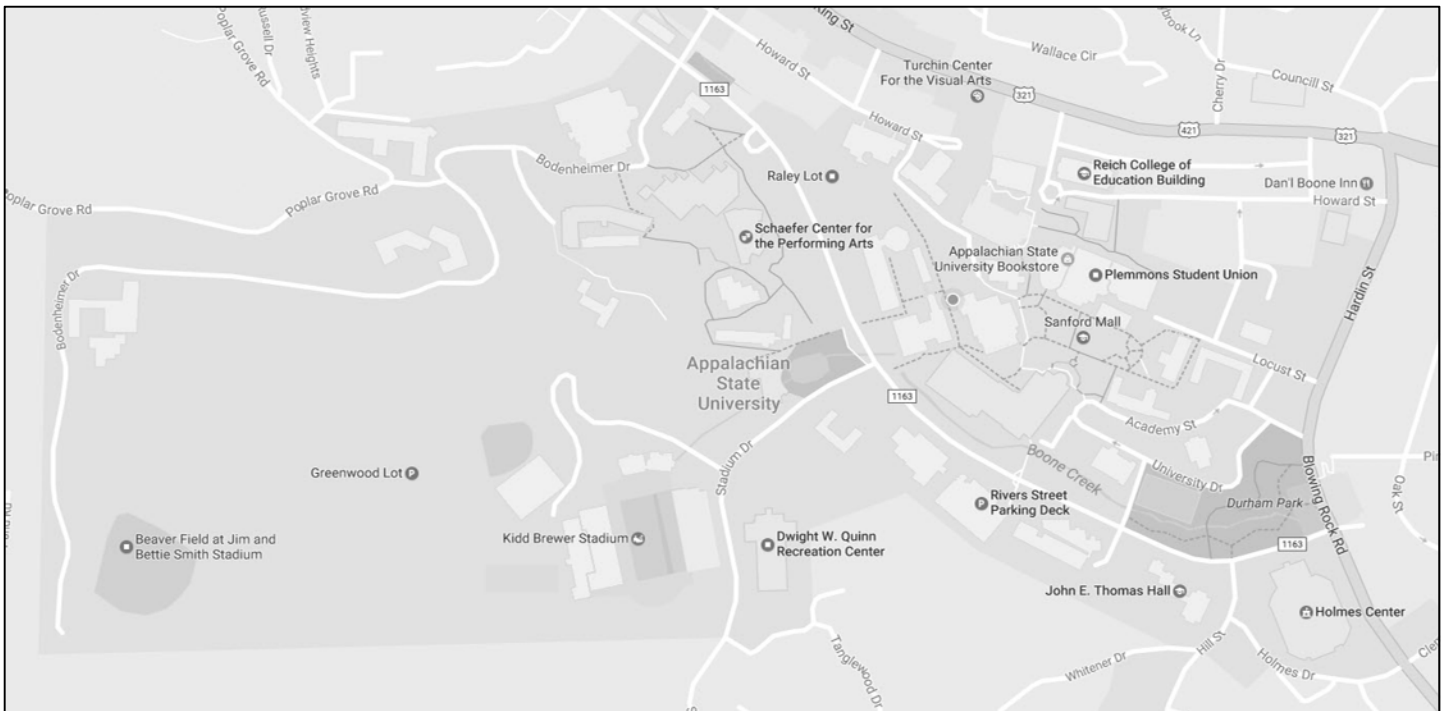 Poplar Grove Rd
Russell Dr
King St
Howard St
Wallace Cir
Councill St
Cherry Dr
Turchin Center
For the Visual Arts
1163
321
421
321
Howard St
Bodenheimer Dr
Raley Lot
Reich College of
Education Building
Dan'l Boone Inn
Howard St
Poplar Grove Rd
Schaefer Center for
the Performing Arts
Appalachian State
University Bookstore
Plemmons Student Union
Hardin St
Bodenheimer Dr
Sanford Mall
Locust St
Appalachian
State
University
1163
Academy St
Stadium Dr
Boone Creek
University Dr
Greenwood Lot
Rivers Street
Parking Deck
Durham Park
Blowing Rock Rd
Oak St
Beaver Field at Jim and
Bettie Smith Stadium
Kidd Brewer Stadium
Dwight W. Quinn
Recreation Center
1163
John E. Thomas Hall
Holmes Center
Tanglewood Dr
Whitener Dr
Hill St
Holmes Dr